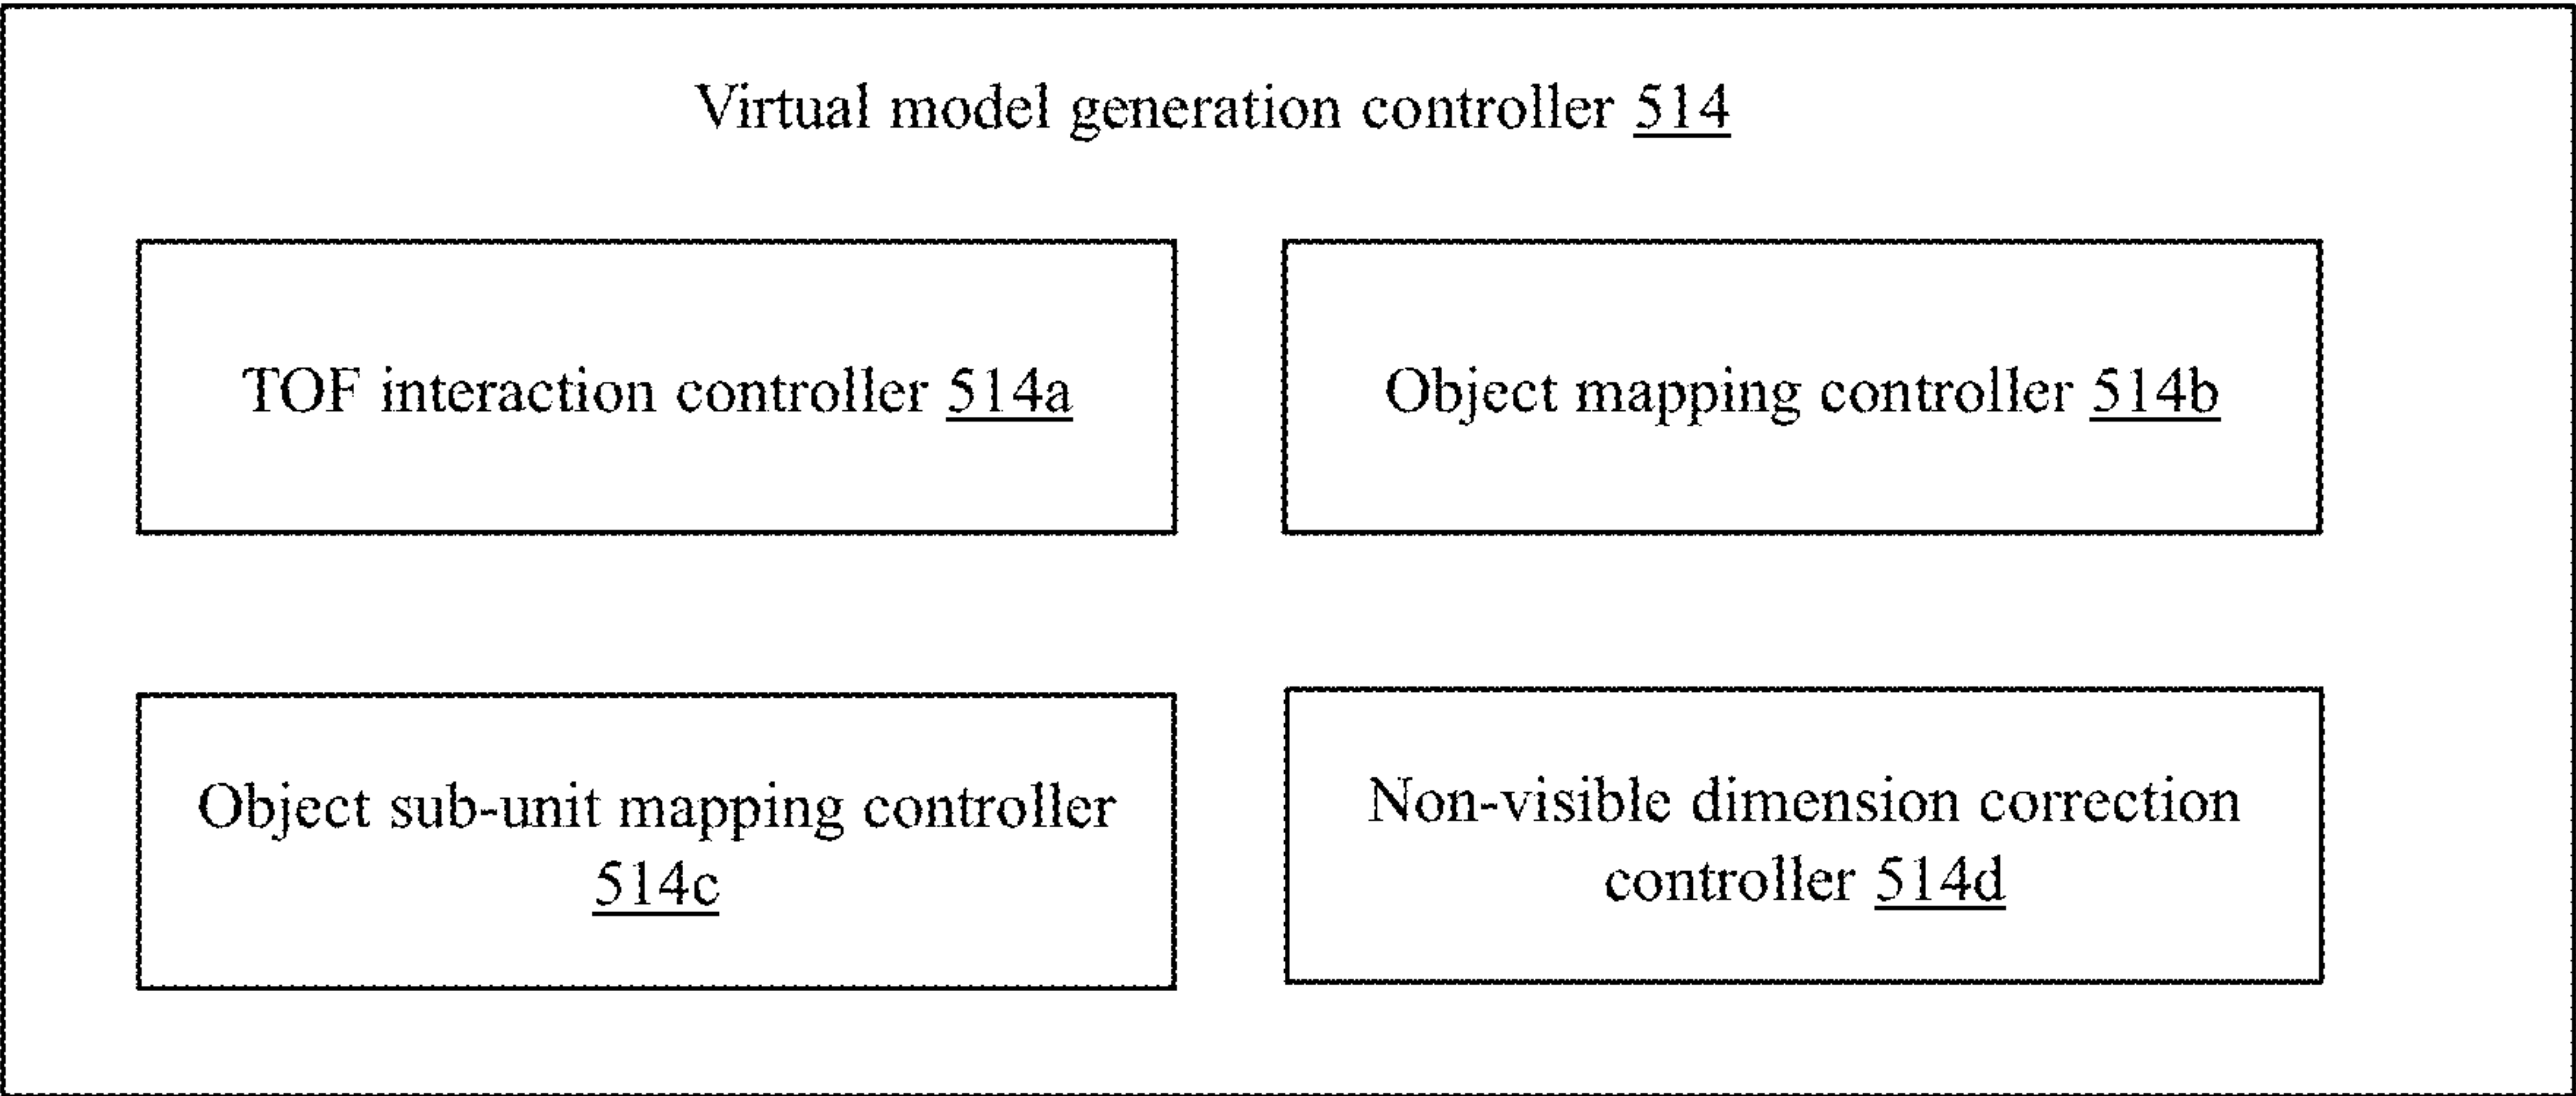 Virtual model generation controller 514
TOF interaction controller 514a
Object mapping controller 514b
Object sub-unit mapping controller
514c
Non-visible dimension correction
controller 514d